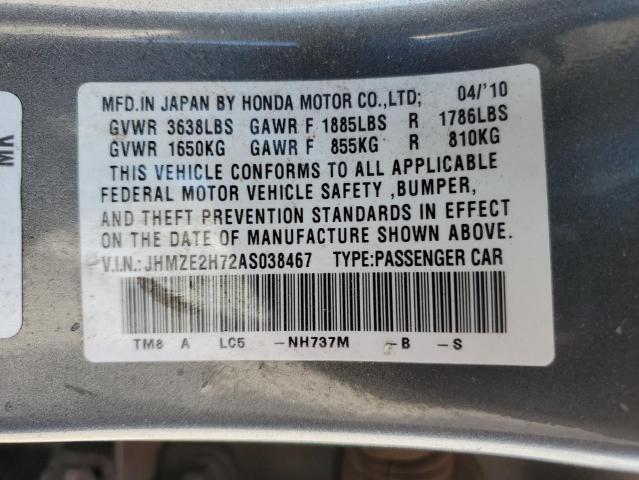 MFD.IN JAPAN BY HONDA MOTOR CO.,LTD; 04/'10
GVWR 3638LBS GAWR F 1885LBS R 1786LBS
GVWR 1650KG GAWR F 855KG R 810KG
THIS VEHICLE CONFORMS TO ALL APPLICABLE
FEDERAL MOTOR VEHICLE SAFETY ,BUMPER,
AND THEFT PREVENTION STANDARDS IN EFFECT
ON THE DATE OF MANUFACTURE SHOWN ABOVE.
V.I.N.: JHMZE2H72AS038467 TYPE:PASSENGER CAR
TM8 A LC5 -NH737M -B -S
MK